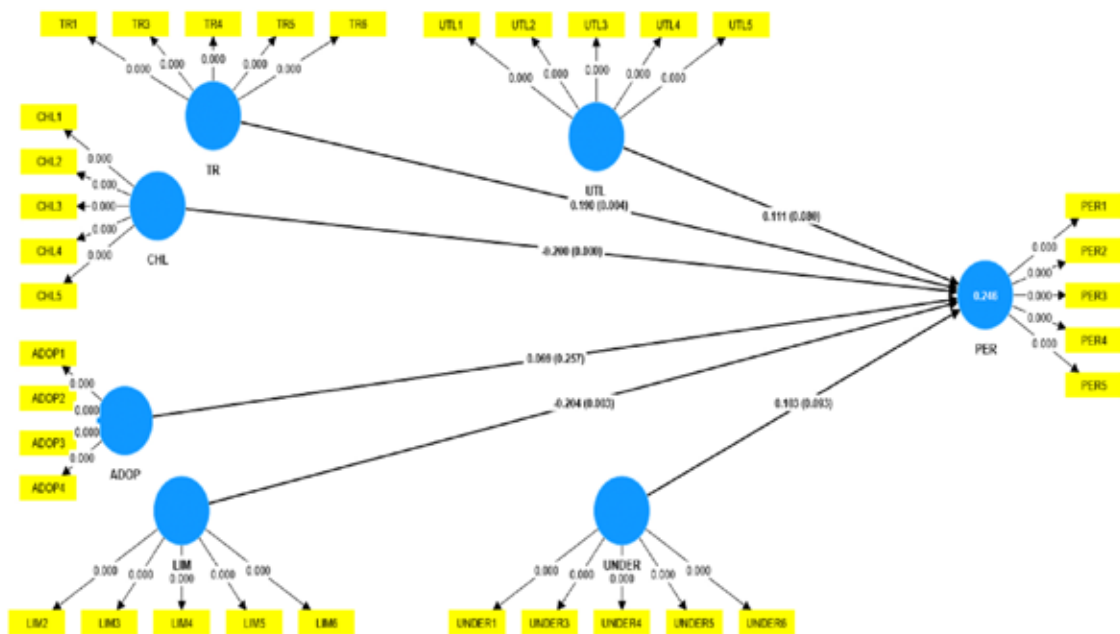 TR1 TR3 TR4 TR5 TR6
UTL1 UTL2 UTL3 UTL4 UTL5
0.000 0.000 0.000 0.000 0.000
0.000 0.000 0.000 0.000 0.000
TR
UTL
CHL1
CHL2
CHL3
CHL4
CHL5
0.000
0.000
0.000
0.000
0.000
CHL
0.190 (0.004)
-0.200 (0.000)
PER1
PER2
PER3
PER4
PER5
0.000
0.000
0.000
0.000
0.000
0.246
PER
ADOP1
ADOP2
ADOP3
ADOP4
0.000
0.000
0.000
0.000
ADOP
0.069 (0.257)
-0.204 (0.003)
0.103 (0.093)
LIM
0.000 0.000 0.000 0.000 0.000
LIM2 LIM3 LIM4 LIM5 LIM6
UNDER
0.000 0.000 0.000 0.000 0.000
UNDER1 UNDER3 UNDER4 UNDER5 UNDER6